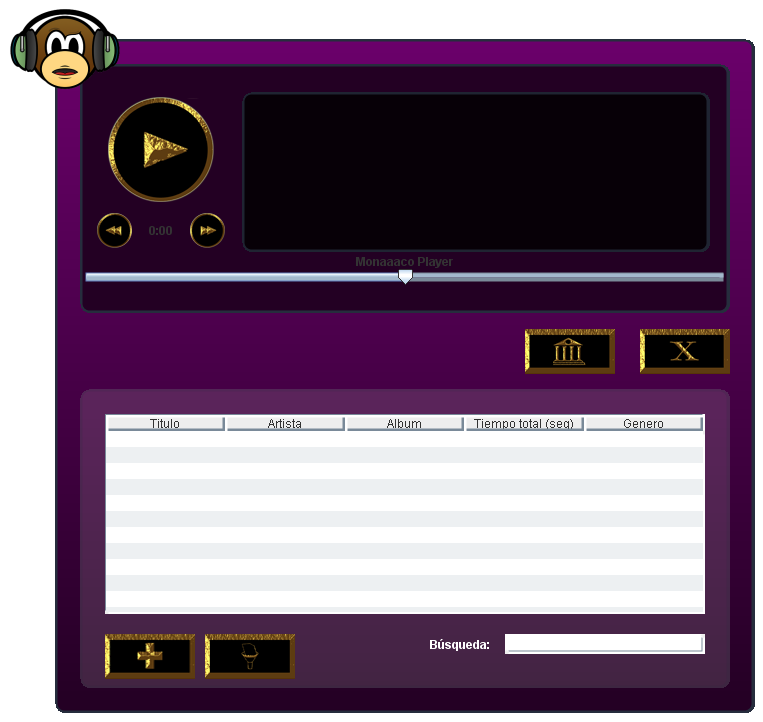 0:00
Monaaaco Player
X
Titulo Artista Album Tiempo total (seg) Genero
Búsqueda: